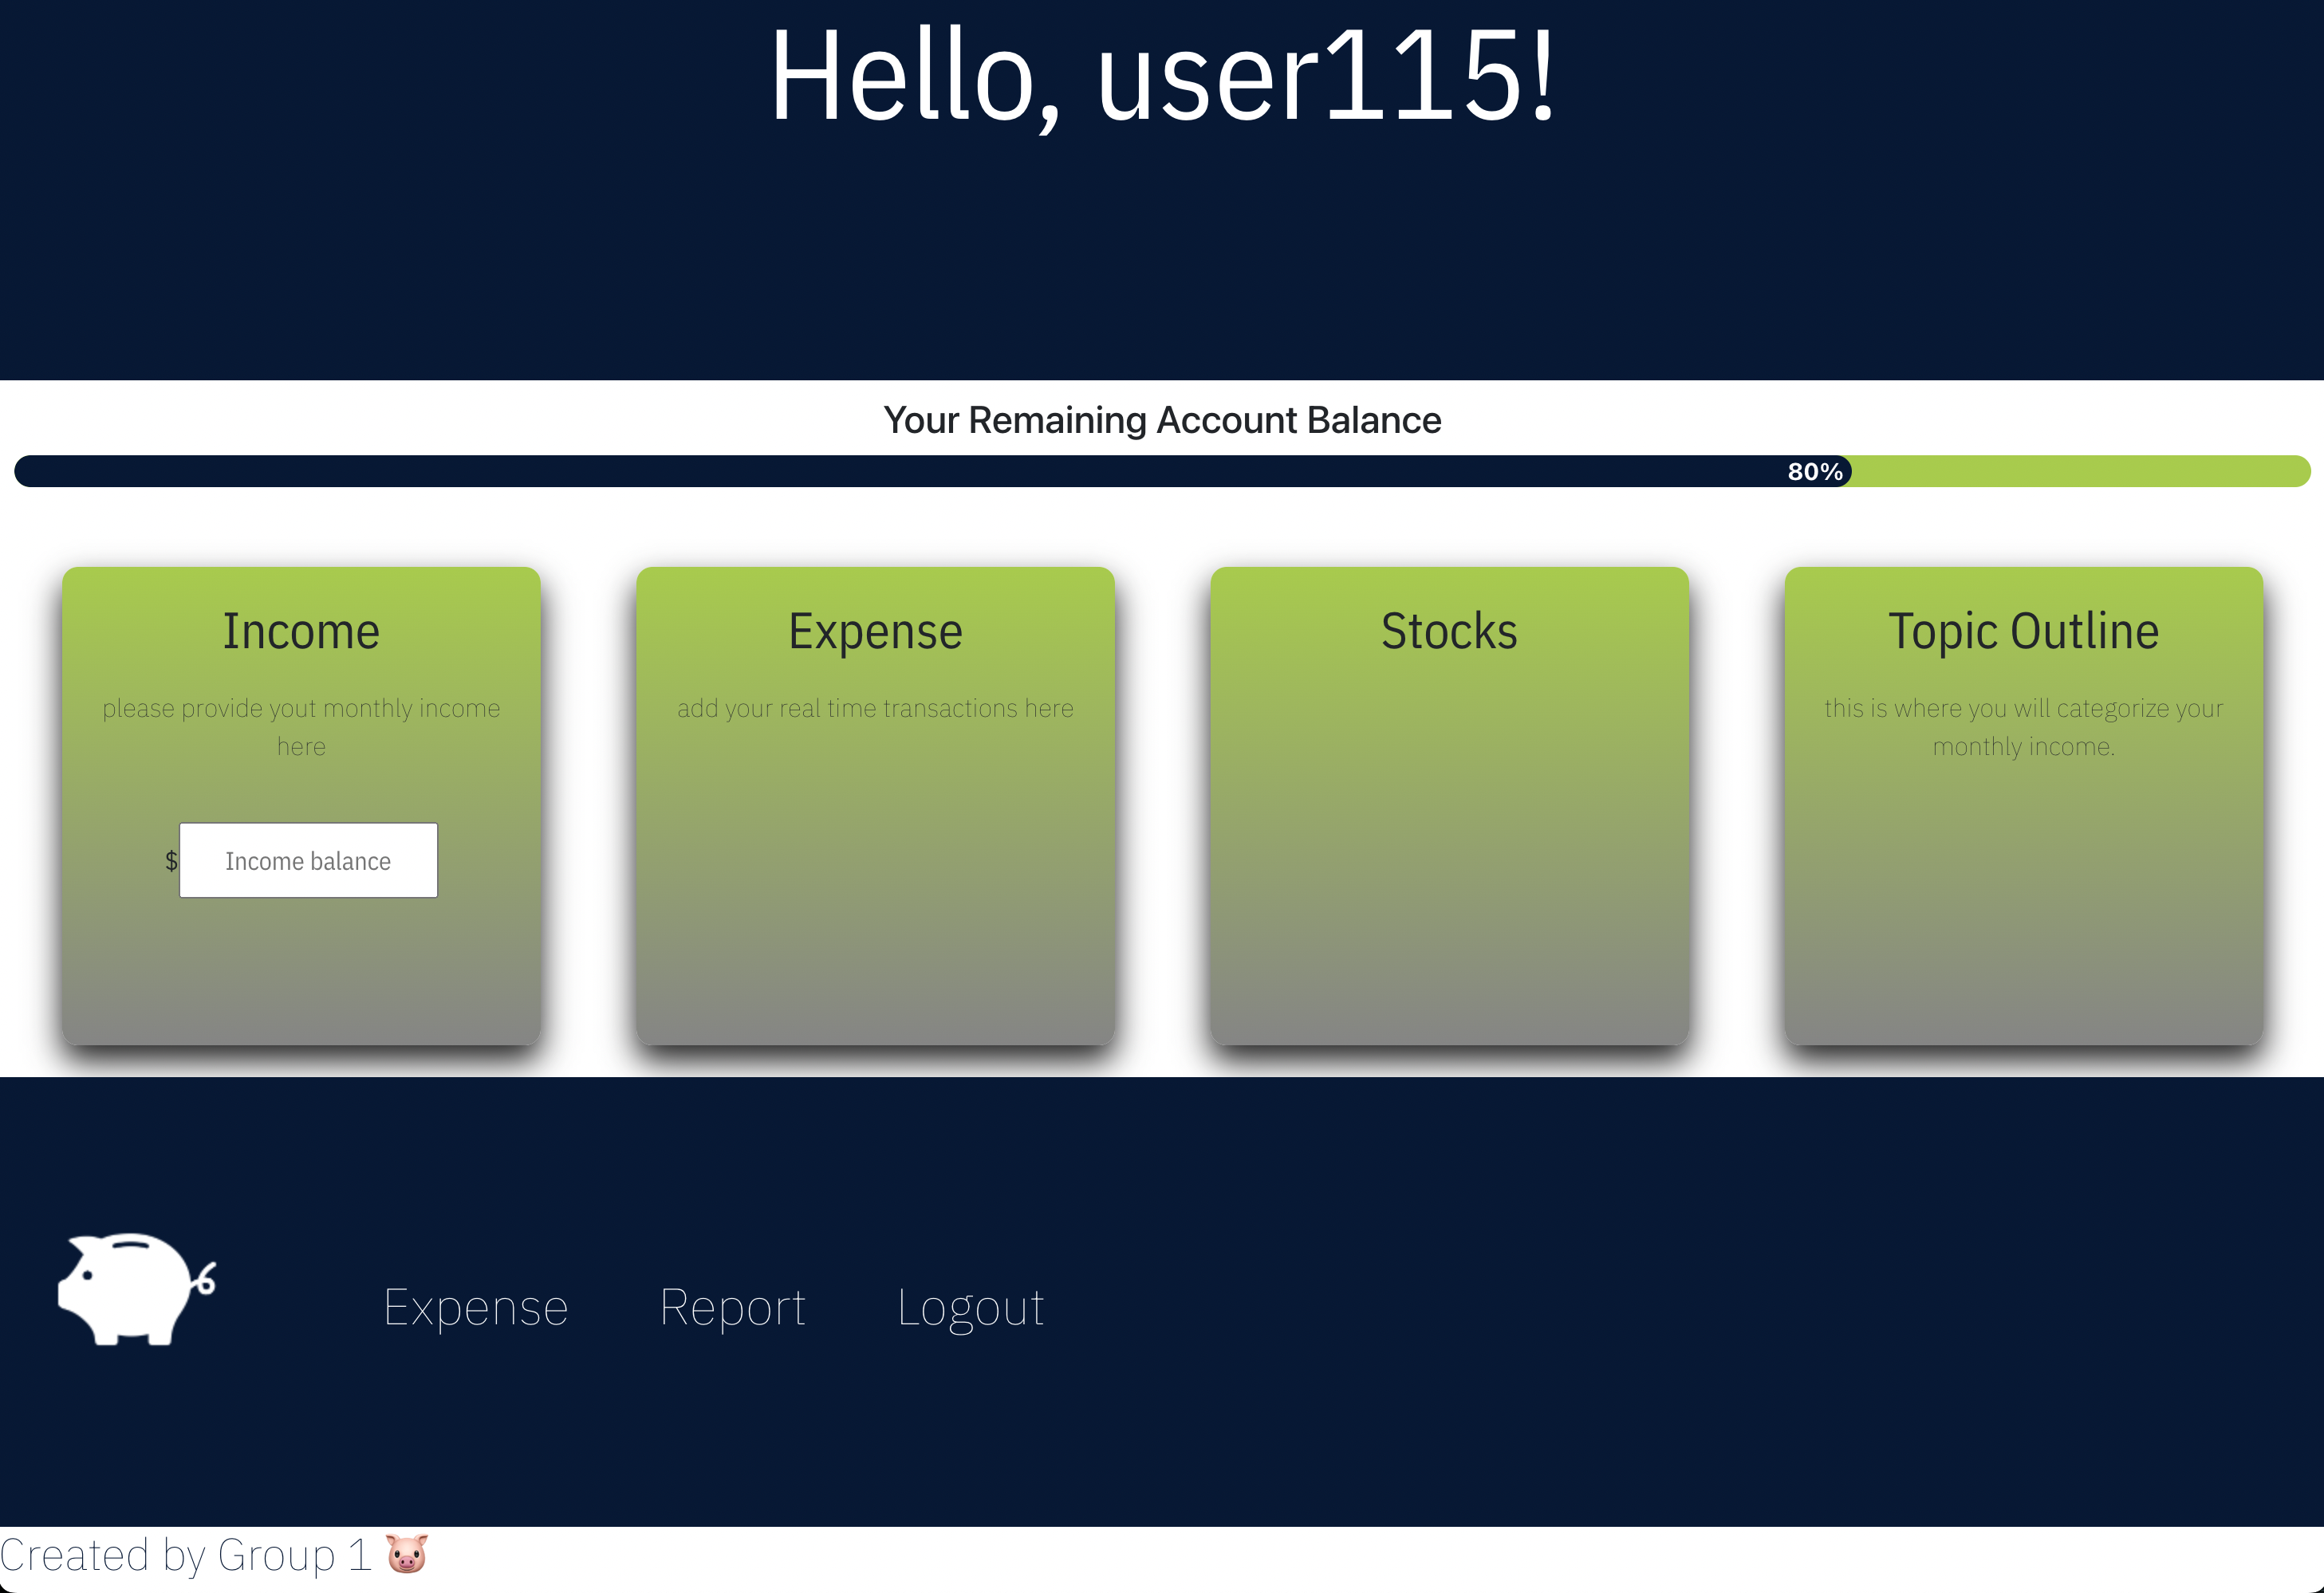 Hello, user115!
Your Remaining Account Balance
80%
Income
please provide yout monthly income
here
$
Income balance
Expense
add your real time transactions here
Stocks
Topic Outline
this is where you will categorize your
monthly income.
Expense
Report
Logout
Created by Group 1 🐷